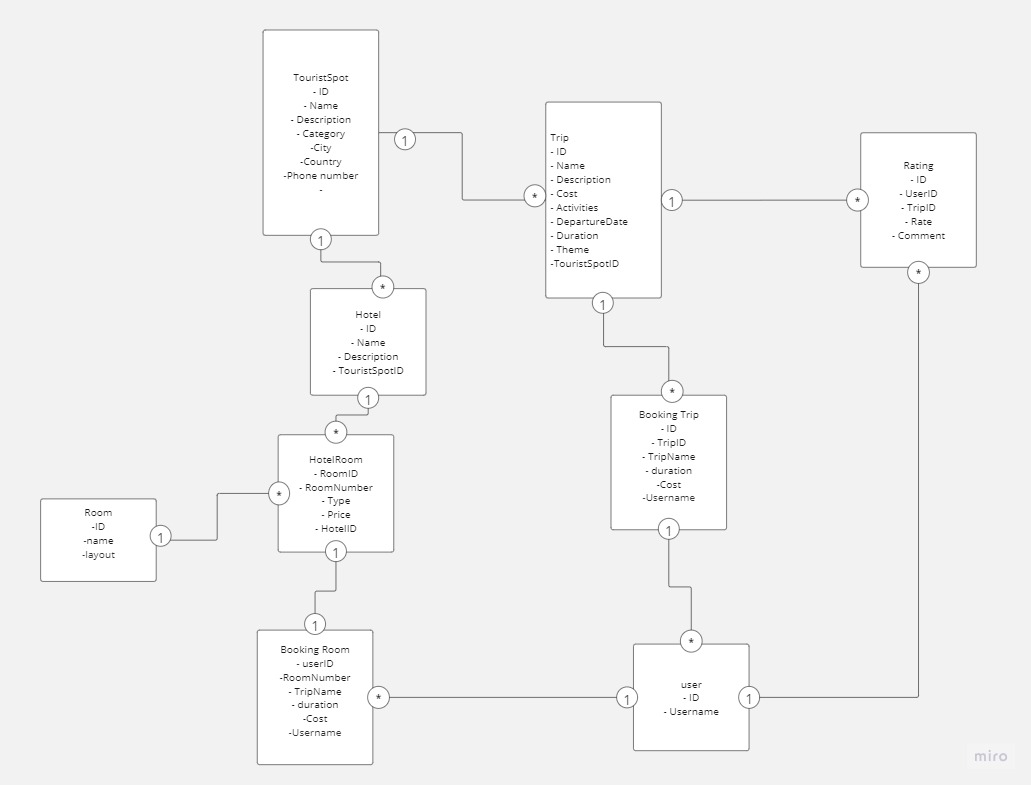 TouristSpot
- ID
- Name
- Description
- Category
-City
-Country
-Phone number
-
1
*
1
Trip
- ID
- Name
- Description
- Cost
- Activities
- DepartureDate
- Duration
- Theme
-TouristSpotID
1
1
*
Rating
- ID
- UserID
- TripID
- Rate
- Comment
*
*
Hotel
- ID
- Name
- Description
- TouristSpotID
1
*
HotelRoom
- RoomID
- RoomNumber
- Type
- Price
- HotelID
*
1
Room
-ID
-name
-layout
1
*
Booking Trip
- ID
- TripID
- TripName
- duration
-Cost
-Username
1
1
Booking Room
- userID
-RoomNumber
- TripName
- duration
-Cost
-Username
*
*
1
user
- ID
- Username
1
miro